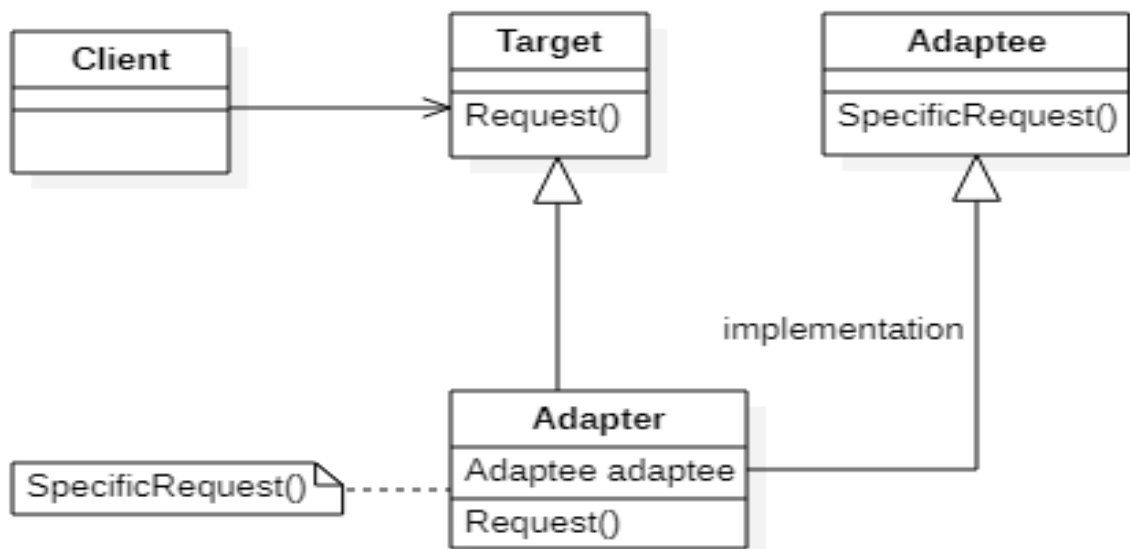 Client
Target
Request()
Adaptee
SpecificRequest()
implementation
Adapter
Adaptee adaptee
Request()
SpecificRequest()